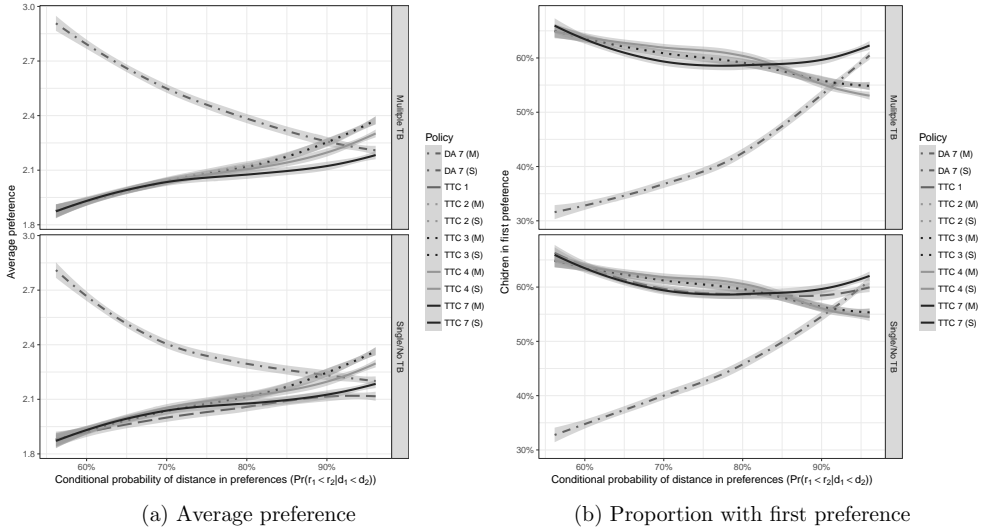 3.0
2.7
2.4
2.1
1.8
Mulitple TB
3.0
2.7
2.4
2.1
1.8
Single/No TB
Average preference
60%
70%
80%
90%
Conditional probability of distance in preferences (Pr(r1 < r2|d1 < d2))
Policy
DA 7 (M)
DA 7 (S)
TTC 1
TTC 2 (M)
TTC 2 (S)
TTC 3 (M)
TTC 3 (S)
TTC 4 (M)
TTC 4 (S)
TTC 7 (M)
TTC 7 (S)
(a) Average preference
60%
50%
40%
30%
Mulitple TB
60%
50%
40%
30%
Single/No TB
Chidren in first preference
60%
70%
80%
90%
Conditional probability of distance in preferences (Pr(r1 < r2|d1 < d2))
Policy
DA 7 (M)
DA 7 (S)
TTC 1
TTC 2 (M)
TTC 2 (S)
TTC 3 (M)
TTC 3 (S)
TTC 4 (M)
TTC 4 (S)
TTC 7 (M)
TTC 7 (S)
(b) Proportion with first preference